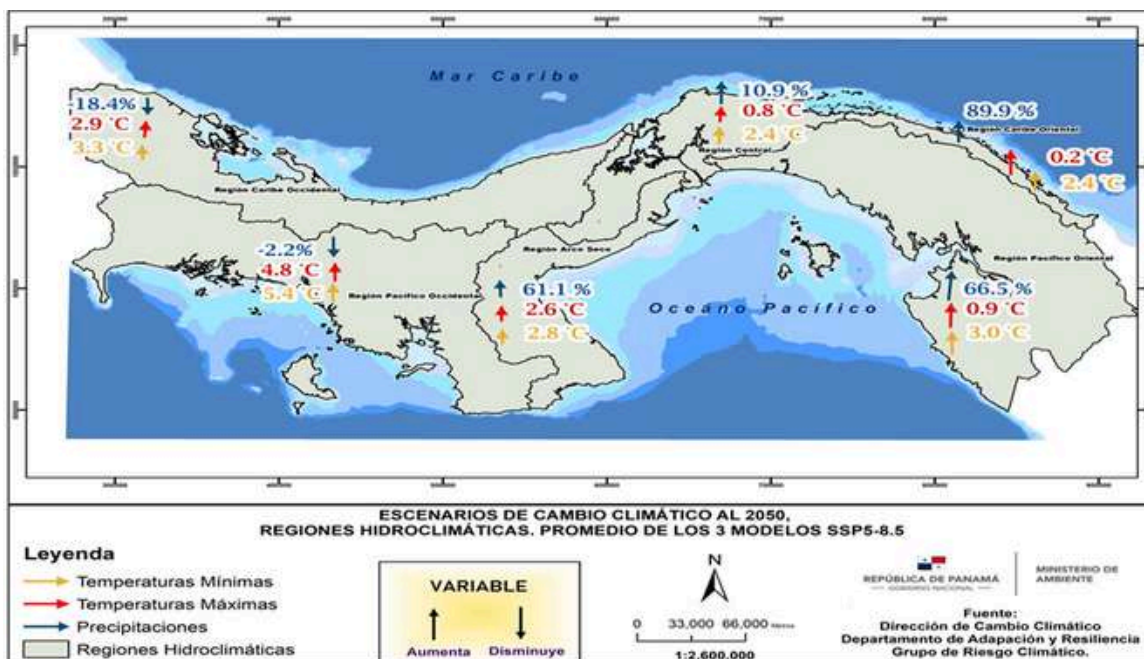 Mar Caribe
-18.4%
2.9 °C
3.3 °C
Región Caribe Occidental
10.9 %
0.8 °C
2.4 °C
Región Central
89.9 %
Región Caribe Oriental
0.2 °C
2.4 °C
-2.2%
4.8 °C
5.4 °C
Región Pacífico Occidental
Región Arco Seco
61.1 %
2.6 °C
2.8 °C
Océano Pacífico
Región Pacífico Oriental
66.5 %
0.9 °C
3.0 °C
ESCENARIOS DE CAMBIO CLIMÁTICO AL 2050,
REGIONES HIDROCLIMÁTICAS. PROMEDIO DE LOS 3 MODELOS SSP5-8.5
Leyenda
Temperaturas Mínimas
Temperaturas Máximas
Precipitaciones
Regiones Hidroclimáticas
VARIABLE
Aumenta Disminuye
N
0 33,000 66,000
1:2.600.000
REPÚBLICA DE PANAMÁ
GOBIERNO NACIONAL
MINISTERIO DE
AMBIENTE
Fuente:
Dirección de Cambio Climático
Departamento de Adapación y Resiliencia
Grupo de Riesgo Climático.